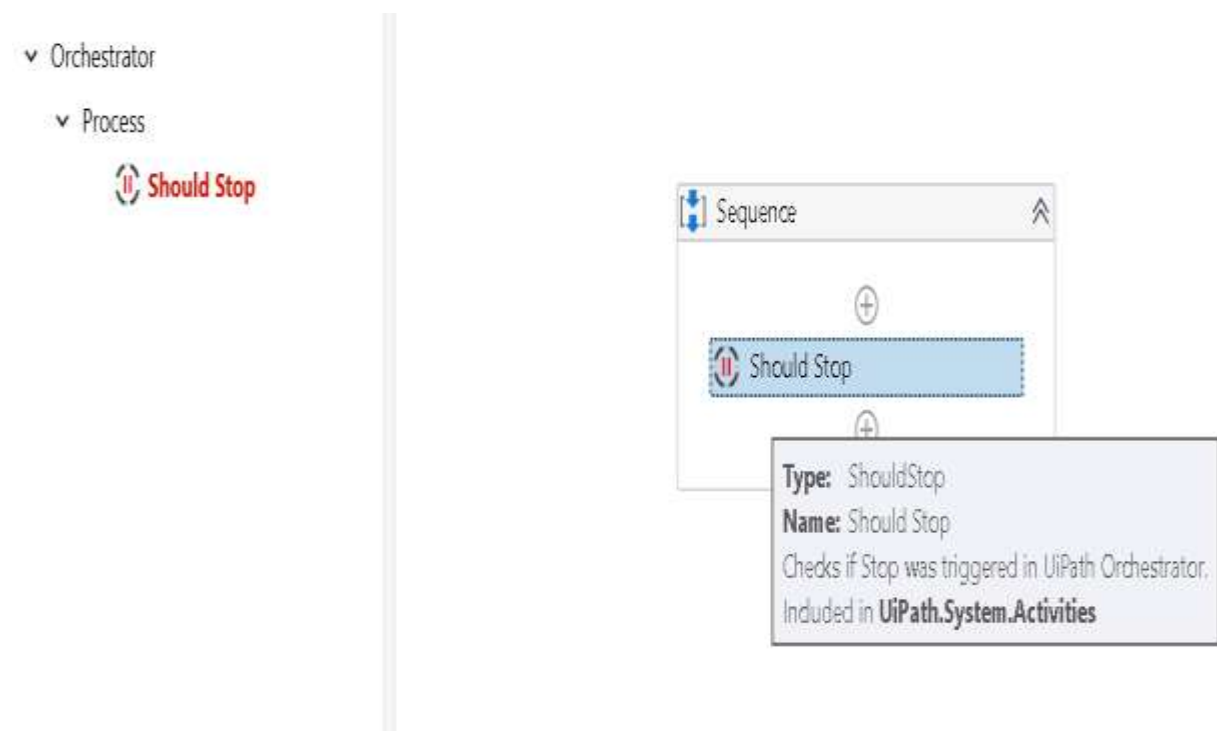 Orchestrator
Process
Should Stop
Sequence
Should Stop
Type: ShouldStop
Name: Should Stop
Checks if Stop was triggered in UiPath Orchestrator.
Included in UiPath.System.Activities